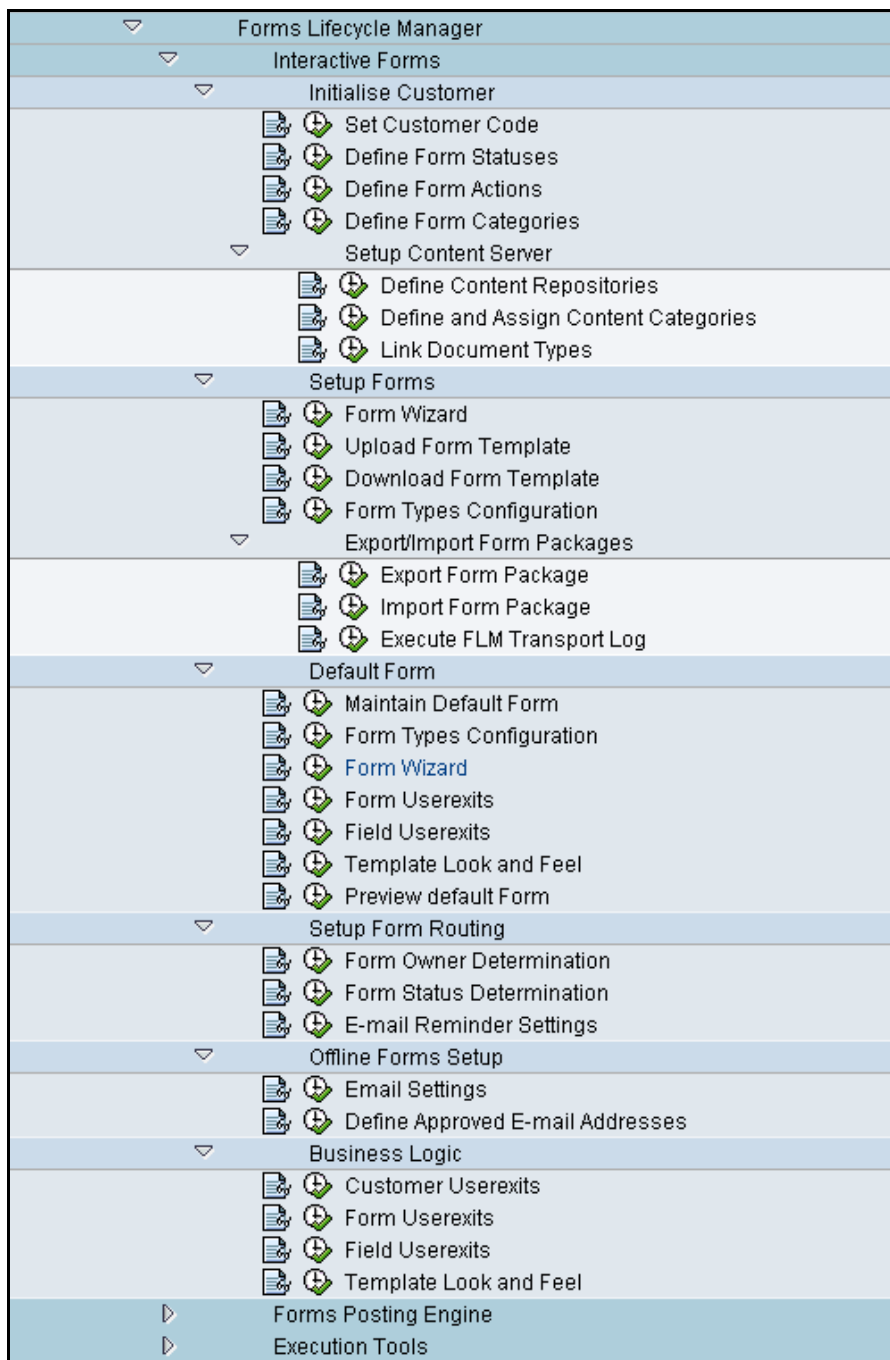 Forms Lifecycle Manager
Interactive Forms
Initialise Customer
Set Customer Code
Define Form Statuses
Define Form Actions
Define Form Categories
Setup Content Server
Define Content Repositories
Define and Assign Content Categories
Link Document Types
Setup Forms
Form Wizard
Upload Form Template
Download Form Template
Form Types Configuration
Export/Import Form Packages
Export Form Package
Import Form Package
Execute FLM Transport Log
Default Form
Maintain Default Form
Form Types Configuration
Form Wizard
Form Userexits
Field Userexits
Template Look and Feel
Preview default Form
Setup Form Routing
Form Owner Determination
Form Status Determination
E-mail Reminder Settings
Offline Forms Setup
Email Settings
Define Approved E-mail Addresses
Business Logic
Customer Userexits
Form Userexits
Field Userexits
Template Look and Feel
Forms Posting Engine
Execution Tools